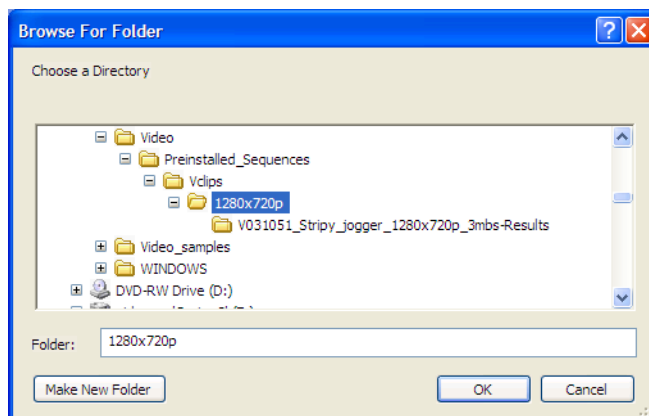 Browse For Folder
Choose a Directory
Video
Preinstalled_Sequences
Vclips
1280x720p
V031051_Stripy_jogger_1280x720p_3mbs-Results
Video_samples
WINDOWS
DVD-RW Drive (D:)
Folder: 1280x720p
Make New Folder OK Cancel